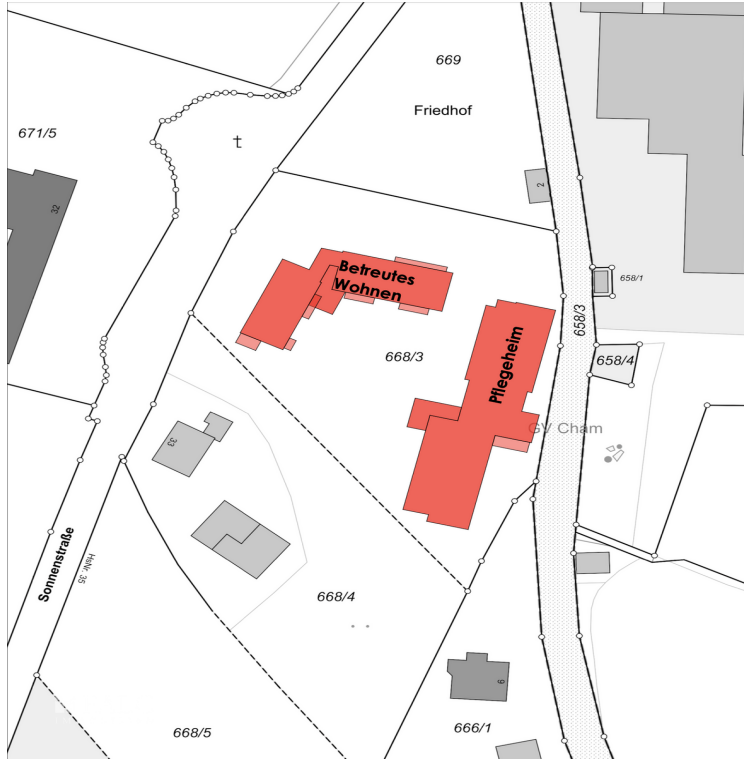 669
Friedhof
671/5
t
32
2
Betreutes
Wohnen
658/1
658/3
668/3
658/4
Pflegeheim
GV Cham
33
Sonnenstraße
HsNr. 35
668/4
6
668/5
666/1